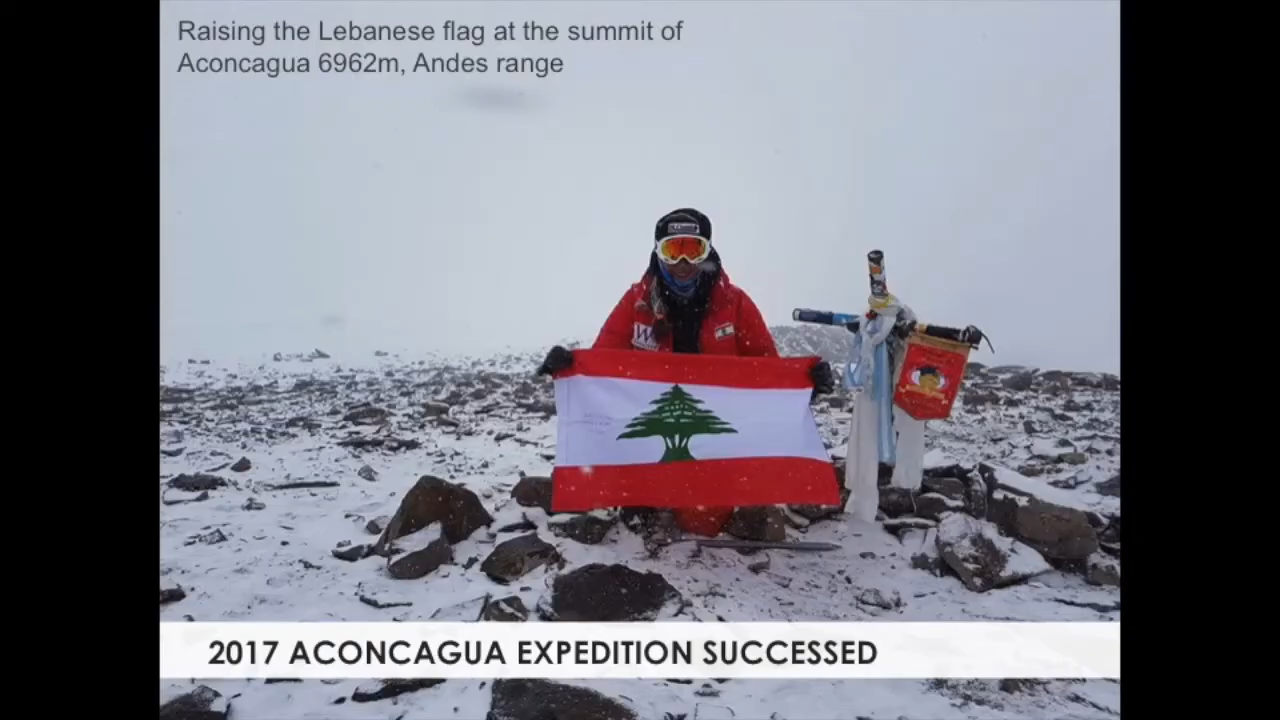 Raising the Lebanese flag at the summit of
Aconcagua 6962m, Andes range
2017 ACONCAGUA EXPEDITION SUCCESSED